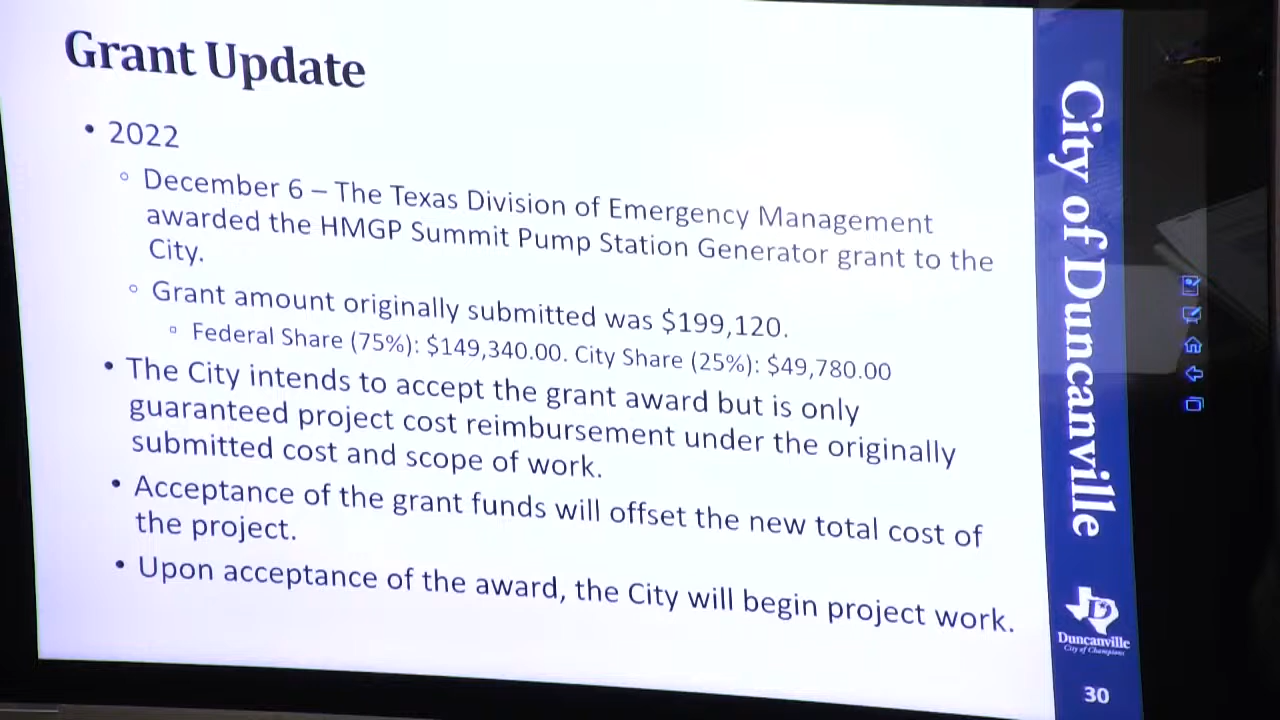 Grant Update
• 2022
° December 6 – The Texas Division of Emergency Management
awarded the HMGP Summit Pump Station Generator grant to the
City.
° Grant amount originally submitted was $199,120.
▫ Federal Share (75%): $149,340.00. City Share (25%): $49,780.00
• The City intends to accept the grant award but is only
guaranteed project cost reimbursement under the originally
submitted cost and scope of work.
• Acceptance of the grant funds will offset the new total cost of
the project.
• Upon acceptance of the award, the City will begin project work.
City of Duncanville
D
Duncanville
City of Champions
30